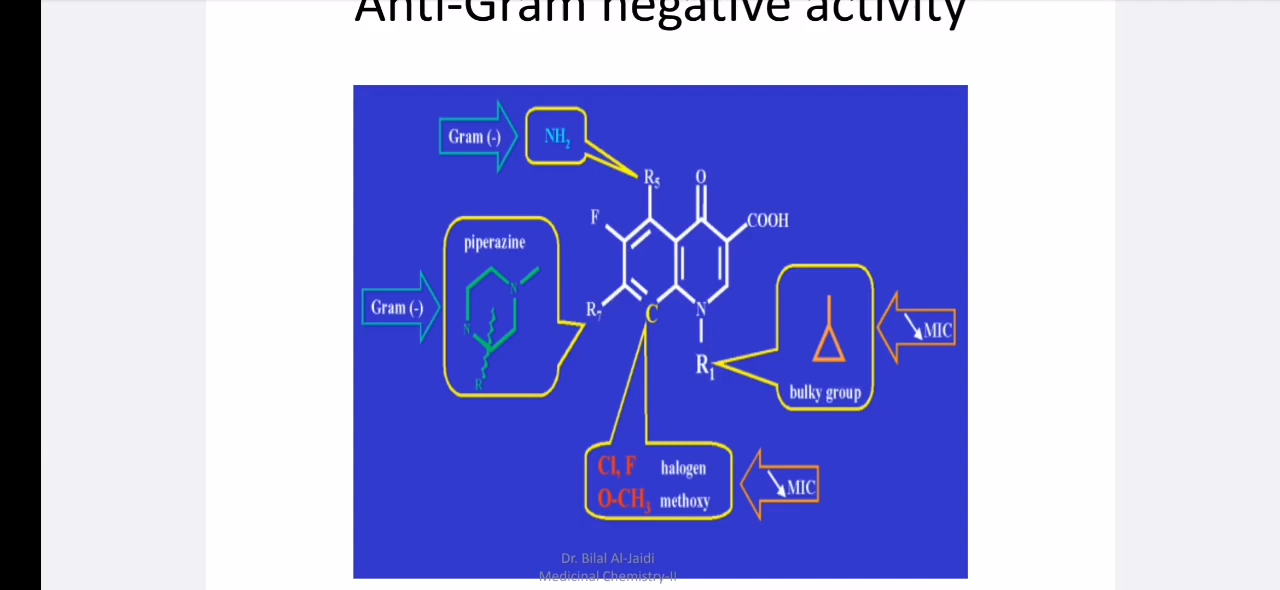 Anti-Gram negative activity
Gram (-)
NH2
R5
O
F
COOH
piperazine
N
N
R
Gram (-)
R7
C
N
R1
bulky group
MIC
Cl, F halogen
O-CH3 methoxy
MIC
Dr. Bilal Al-Jaidi
Medicinal Chemistry-II